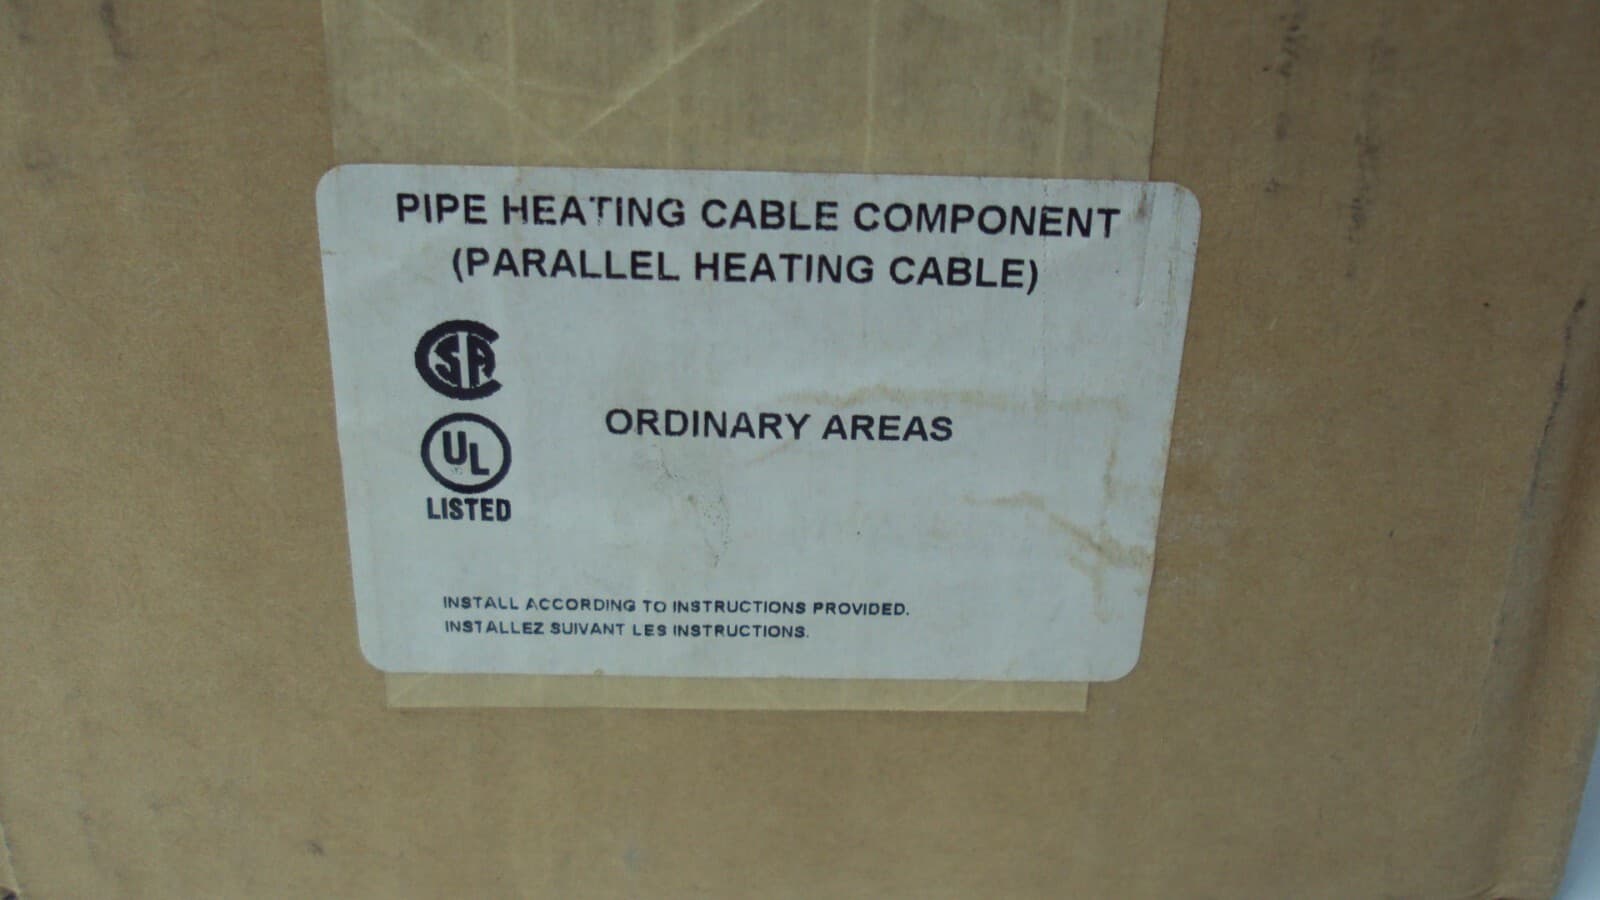 PIPE HEATING CABLE COMPONENT
(PARALLEL HEATING CABLE)
CSA
UL
LISTED
ORDINARY AREAS
INSTALL ACCORDING TO INSTRUCTIONS PROVIDED.
INSTALLEZ SUIVANT LES INSTRUCTIONS.